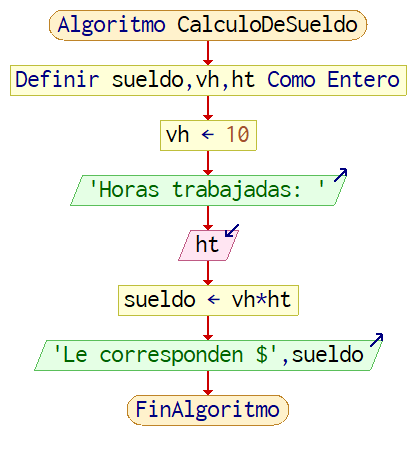 Algoritmo CalculoDeSueldo
Definir sueldo,vh,ht Como Entero
vh ← 10
'Horas trabajadas: '
ht
sueldo ← vh*ht
'Le corresponden $',sueldo
FinAlgoritmo